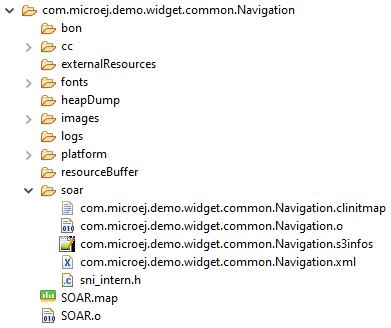 com.microej.demo.widget.common.Navigation
bon
cc
externalResources
fonts
heapDump
images
logs
platform
resourceBuffer
soar
com.microej.demo.widget.common.Navigation.clinitmap
com.microej.demo.widget.common.Navigation.o
com.microej.demo.widget.common.Navigation.s3infos
com.microej.demo.widget.common.Navigation.xml
sni_intern.h
SOAR.map
SOAR.o